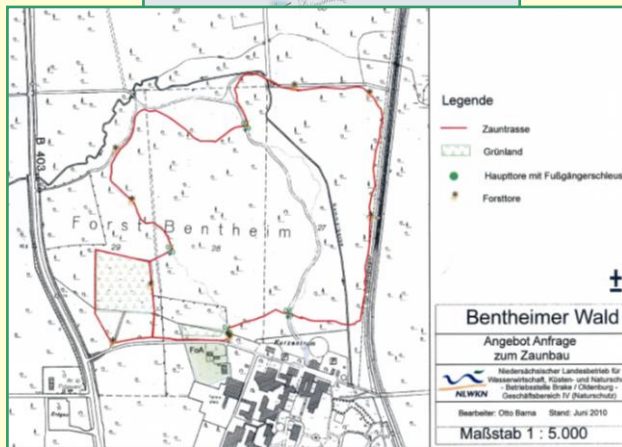 B 403
Forst Bentheim
29
28
27
FoA
Kurzentrum
Legende
Zauntrasse
Grünland
Haupttore mit Fußgängerschleus
Forsttore
Bentheimer Wald
Angebot Anfrage
zum Zaunbau
NLWKN
Niedersächsischer Landesbetrieb für
Wasserwirtschaft, Küsten- und Naturschu
- Betriebsstelle Brake / Oldenburg -
Geschäftsbereich IV (Naturschutz)
Bearbeiter: Otto Barna Stand: Juni 2010
Maßstab 1 : 5.000